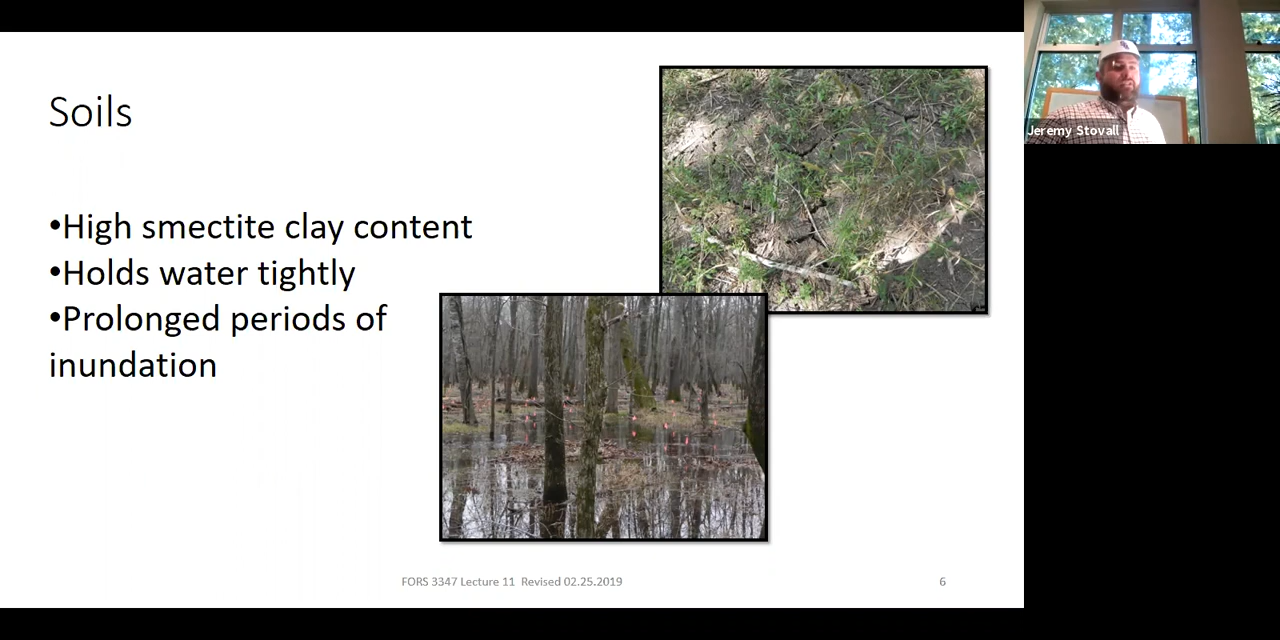 Soils
•High smectite clay content
•Holds water tightly
•Prolonged periods of
inundation
FORS 3347 Lecture 11 Revised 02.25.2019
6
Jeremy Stovall